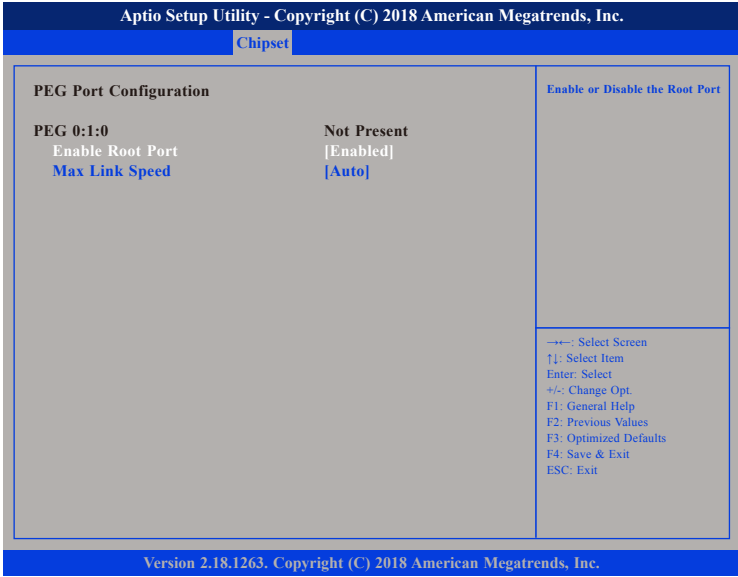 Aptio Setup Utility - Copyright (C) 2018 American Megatrends, Inc.
Chipset
PEG Port Configuration
PEG 0:1:0 Not Present
Enable Root Port [Enabled]
Max Link Speed [Auto]
Enable or Disable the Root Port
→←: Select Screen
↑↓: Select Item
Enter: Select
+/-: Change Opt.
F1: General Help
F2: Previous Values
F3: Optimized Defaults
F4: Save & Exit
ESC: Exit
Version 2.18.1263. Copyright (C) 2018 American Megatrends, Inc.